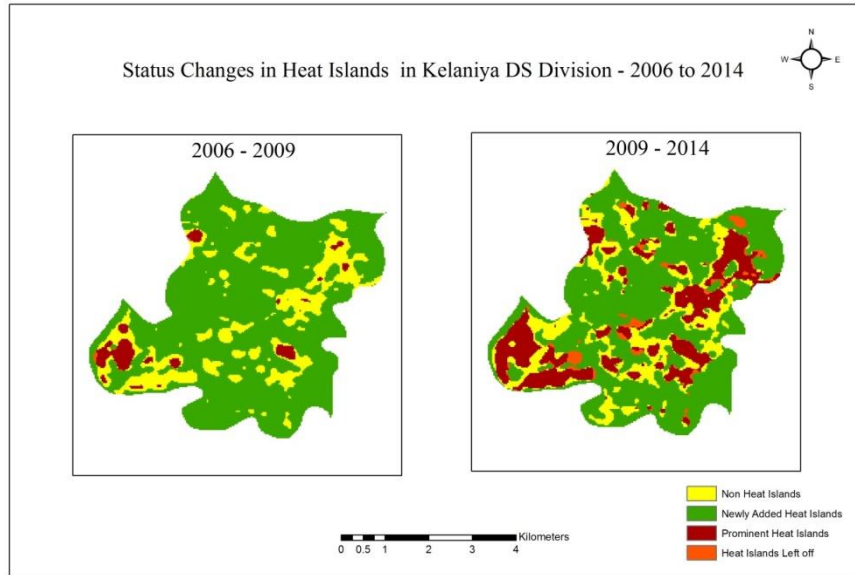 Status Changes in Heat Islands in Kelaniya DS Division - 2006 to 2014
N
W E
S
2006 - 2009
2009 - 2014
Non Heat Islands
Newly Added Heat Islands
Prominent Heat Islands
Heat Islands Left off
Kilometers
0 0.5 1 2 3 4